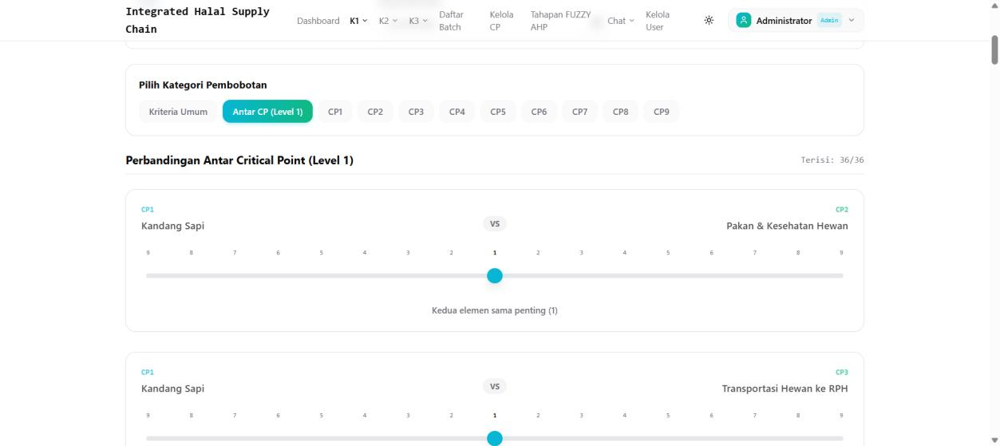 Integrated Halal Supply Chain
Dashboard K1 K2 K3 Daftar Batch Kelola CP Tahapan FUZZY AHP Chat Kelola User Administrator Admin
Pilih Kategori Pembobotan
Kriteria Umum Antar CP (Level 1) CP1 CP2 CP3 CP4 CP5 CP6 CP7 CP8 CP9
Perbandingan Antar Critical Point (Level 1) Terisi: 36/36
CP1 CP2
Kandang Sapi VS Pakan & Kesehatan Hewan
9 8 7 6 5 4 3 2 1 2 3 4 5 6 7 8 9
Kedua elemen sama penting (1)
CP1 CP3
Kandang Sapi VS Transportasi Hewan ke RPH
9 8 7 6 5 4 3 2 1 2 3 4 5 6 7 8 9